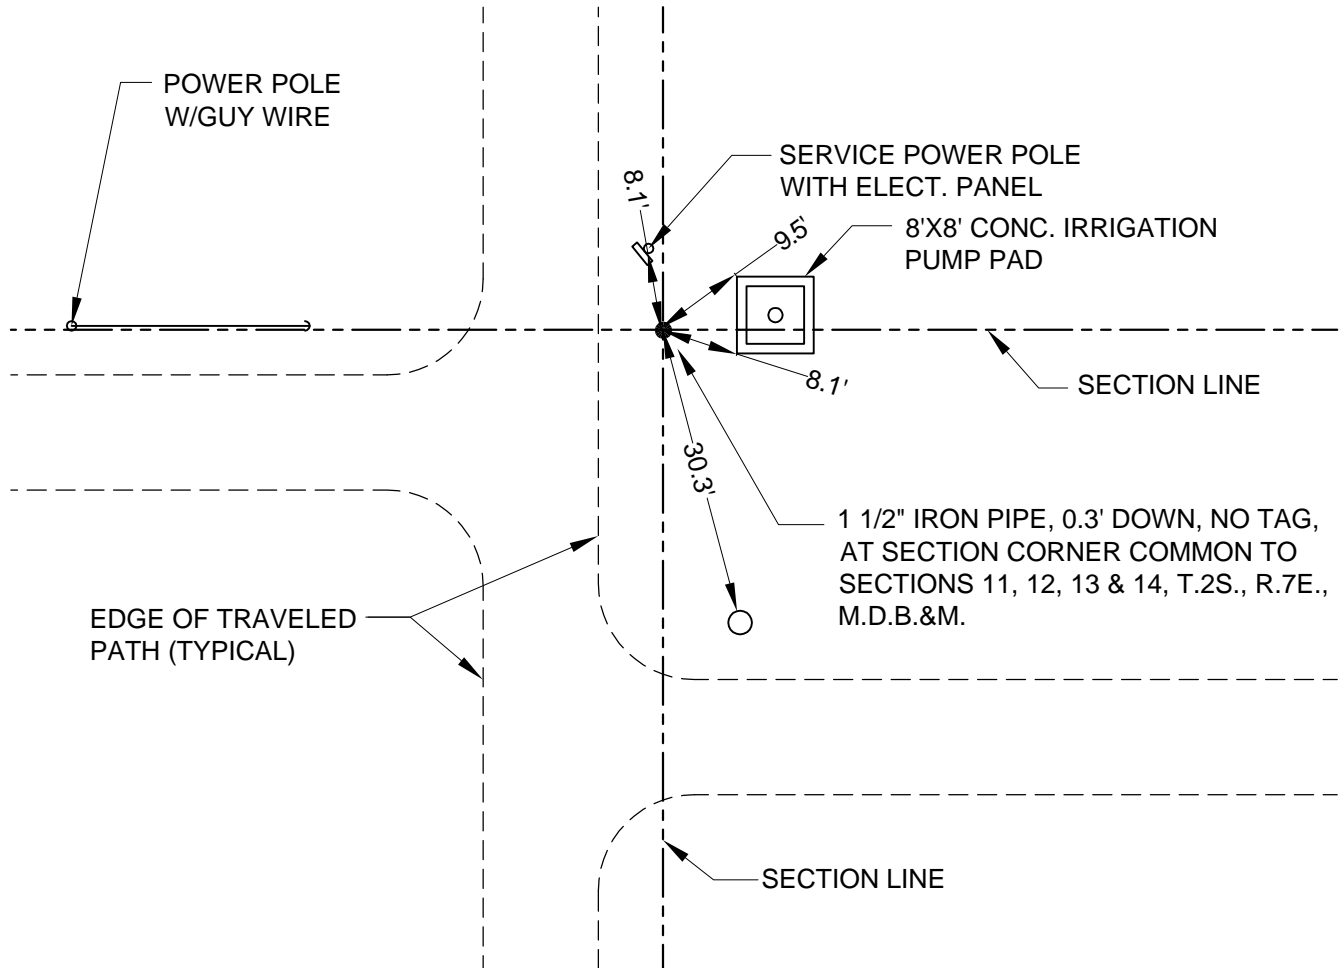 POWER POLE
W/GUY WIRE
SERVICE POWER POLE
WITH ELECT. PANEL
8.1'
9.5'
8'X8' CONC. IRRIGATION
PUMP PAD
8.1'
SECTION LINE
30.3'
1 1/2" IRON PIPE, 0.3' DOWN, NO TAG,
AT SECTION CORNER COMMON TO
SECTIONS 11, 12, 13 & 14, T.2S., R.7E.,
M.D.B.&M.
EDGE OF TRAVELED
PATH (TYPICAL)
SECTION LINE